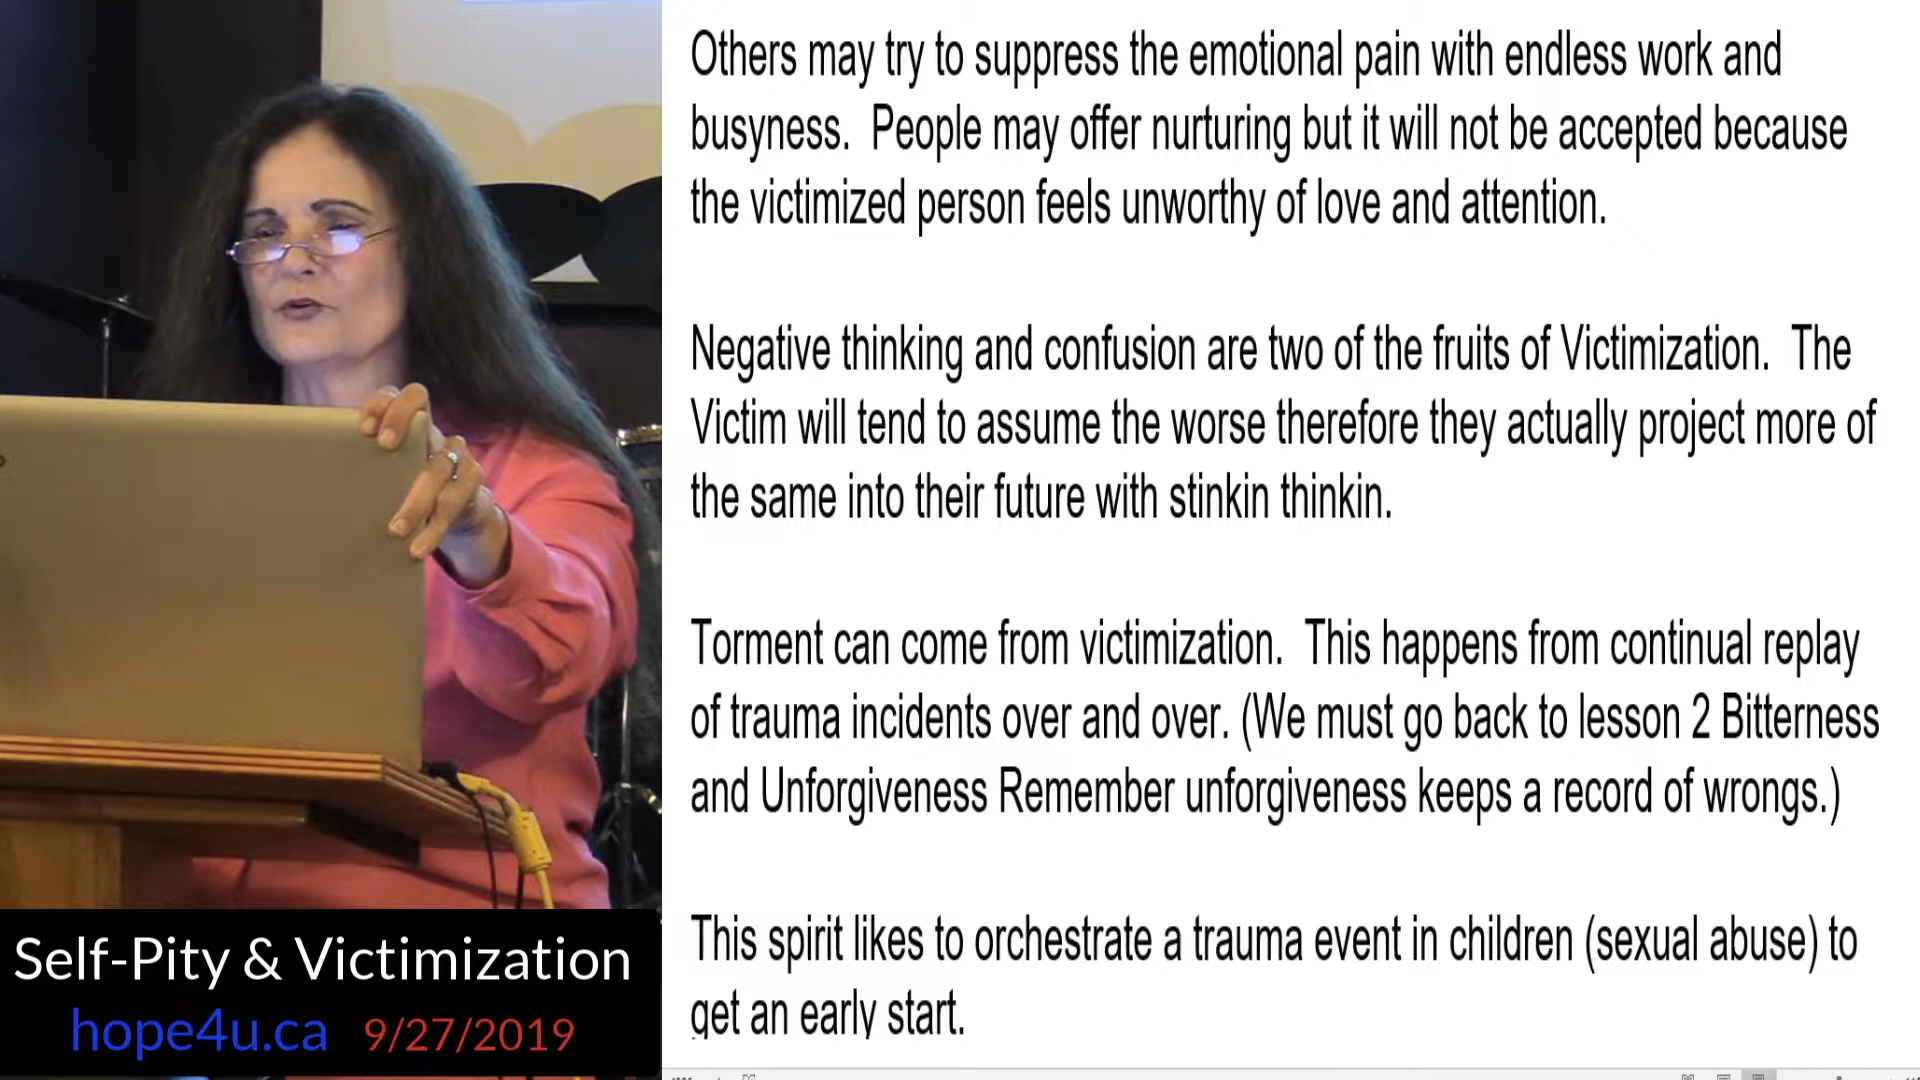 Others may try to suppress the emotional pain with endless work and
busyness.  People may offer nurturing but it will not be accepted because
the victimized person feels unworthy of love and attention.
Negative thinking and confusion are two of the fruits of Victimization.  The
Victim will tend to assume the worse therefore they actually project more of
the same into their future with stinkin thinkin.
Torment can come from victimization.  This happens from continual replay
of trauma incidents over and over. (We must go back to lesson 2 Bitterness
and Unforgiveness Remember unforgiveness keeps a record of wrongs.)
This spirit likes to orchestrate a trauma event in children (sexual abuse) to
get an early start.
Self-Pity & Victimization
hope4u.ca 9/27/2019